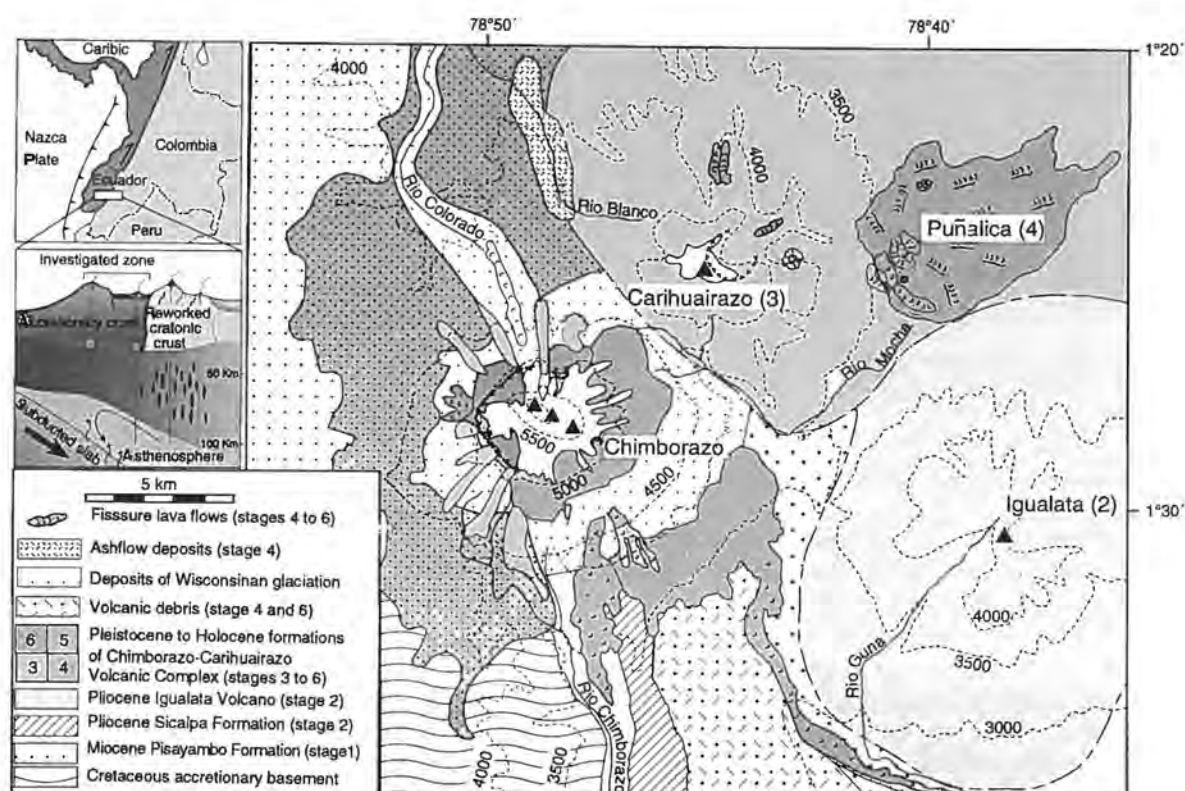 78°50´
78°40´
1°20´
1°30´
Caribic
Nazca
Plate
Colombia
Ecuador
Peru
Investigated zone
Reworked
cratonic
crust
50 Km
100 Km
Subducted slab
Asthenosphere
5 km
Fisssure lava flows (stages 4 to 6)
Ashflow deposits (stage 4)
Deposits of Wisconsinan glaciation
Volcanic debris (stage 4 and 6)
6 5
3 4
Pleistocene to Holocene formations
of Chimborazo-Carihuairazo
Volcanic Complex (stages 3 to 6)
Pliocene Igualata Volcano (stage 2)
Pliocene Sicalpa Formation (stage 2)
Miocene Pisayambo Formation (stage1)
Cretaceous accretionary basement
4000
3500
4000
Rio Colorado
Rio Blanco
Puñalica (4)
Carihuairazo (3)
Rio Mocha
5500
Chimborazo
5000
4500
Igualata (2)
4000
3500
Rio Guna
3000
Rio Chimborazo
4000
3500